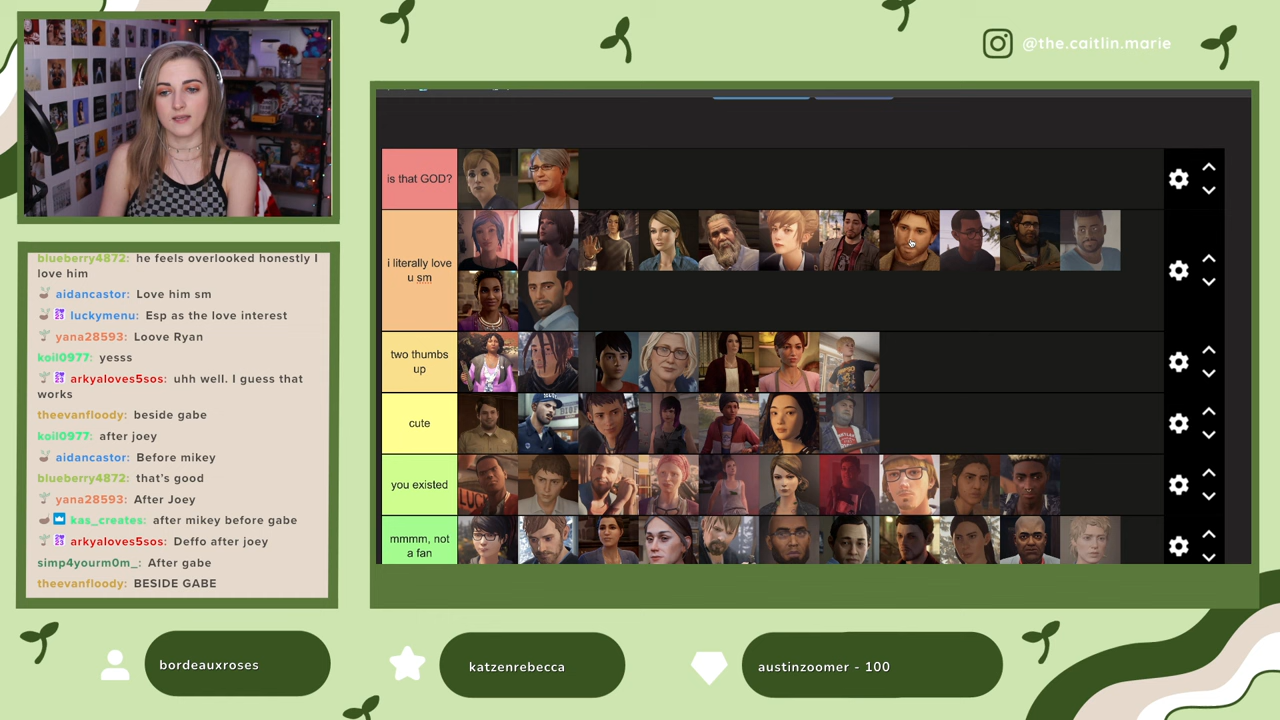 @the.caitlin.marie
blueberry4872: he feels overlooked honestly I
love him
aidancastor: Love him sm
luckymenu: Esp as the love interest
yana28593: Loove Ryan
koil0977: yesss
arkyaloves5sos: uhh well. I guess that
works
theevanfloody: beside gabe
koil0977: after joey
aidancastor: Before mikey
blueberry4872: that's good
yana28593: After Joey
kas_creates: after mikey before gabe
arkyaloves5sos: Deffo after joey
simp4yourm0m_: After gabe
theevanfloody: BESIDE GABE
is that GOD?
i literally love
u sm
two thumbs
up
cute
you existed
mmmm, not
a fan
bordeauxroses
katzenrebecca
austinzoomer - 100